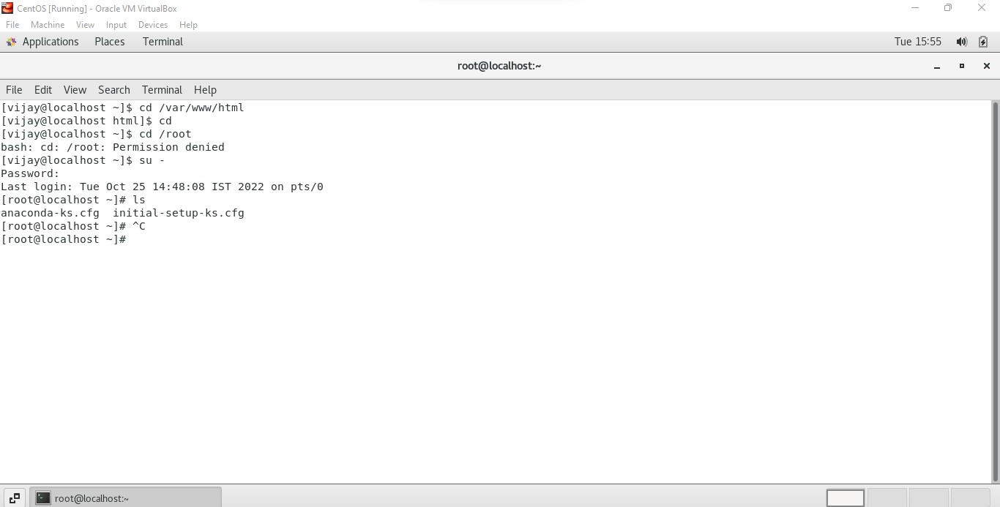 CentOS [Running] - Oracle VM VirtualBox
File Machine View Input Devices Help
Applications Places Terminal Tue 15:55
root@localhost:~
File Edit View Search Terminal Help
[vijay@localhost ~]$ cd /var/www/html
[vijay@localhost html]$ cd
[vijay@localhost ~]$ cd /root
bash: cd: /root: Permission denied
[vijay@localhost ~]$ su -
Password:
Last login: Tue Oct 25 14:48:08 IST 2022 on pts/0
[root@localhost ~]# ls
anaconda-ks.cfg  initial-setup-ks.cfg
[root@localhost ~]# ^C
[root@localhost ~]#
root@localhost:~